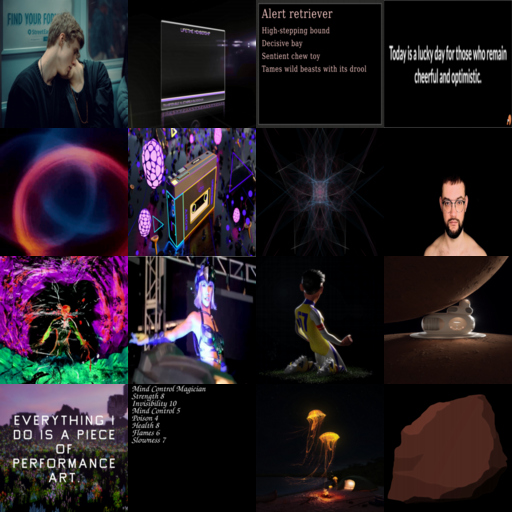 FIND YOUR FO
LIFETIME MEMBERSHIP
Alert retriever
High-stepping bound
Decisive bay
Sentient chew toy
Tames wild beasts with its drool
Today is a lucky day for those who remain
cheerful and optimistic.
EVERYTHING I
DO IS A PIECE
OF
PERFORMANCE
ART.
Mind Control Magician
Strength 8
Invisibility 10
Mind Control 5
Poison 4
Health 8
Flames 6
Slowness 7